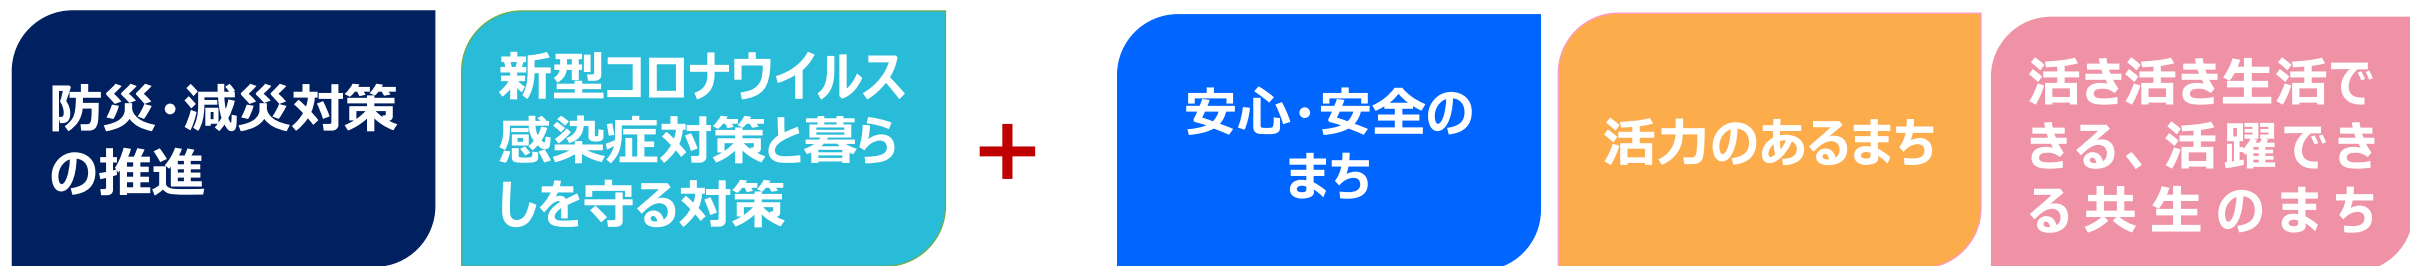 防災・減災対策
の推進
新型コロナウイルス
感染症対策と暮ら
しを守る対策
+
安心・安全の
まち
活力のあるまち
活き活き生活で
きる、活躍でき
る共生のまち